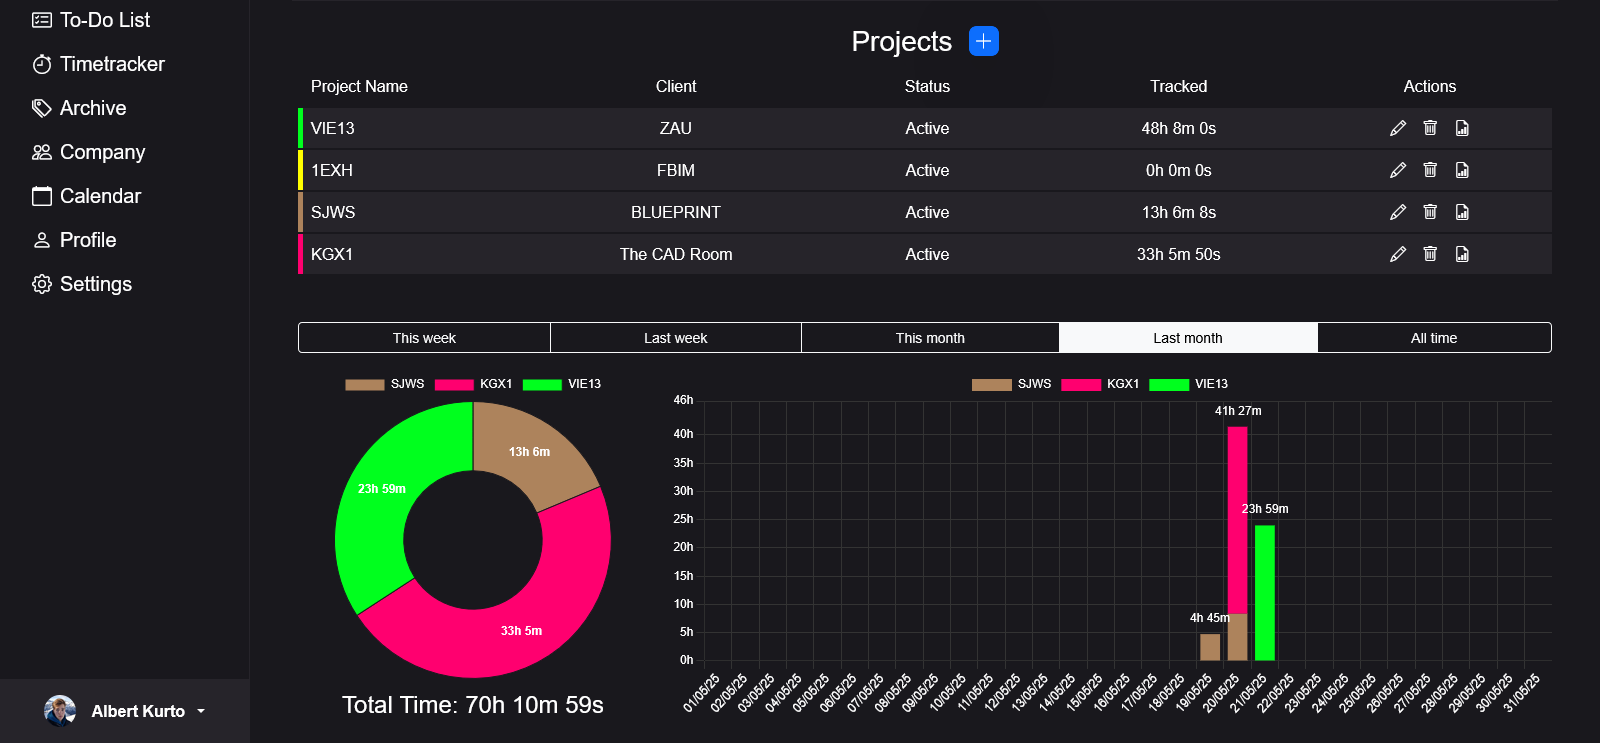 To-Do List
Timetracker
Archive
Company
Calendar
Profile
Settings
Albert Kurto
Projects
Project Name Client Status Tracked Actions
VIE13 ZAU Active 48h 8m 0s
1EXH FBIM Active 0h 0m 0s
SJWS BLUEPRINT Active 13h 6m 8s
KGX1 The CAD Room Active 33h 5m 50s
This week Last week This month Last month All time
SJWS KGX1 VIE13
13h 6m
23h 59m
33h 5m
Total Time: 70h 10m 59s
SJWS KGX1 VIE13
46h
40h
35h
30h
25h
20h
15h
10h
5h
0h
41h 27m
23h 59m
4h 45m
01/05/25 02/05/25 03/05/25 04/05/25 05/05/25 06/05/25 07/05/25 08/05/25 09/05/25 10/05/25 11/05/25 12/05/25 13/05/25 14/05/25 15/05/25 16/05/25 17/05/25 18/05/25 19/05/25 20/05/25 21/05/25 22/05/25 23/05/25 24/05/25 25/05/25 26/05/25 27/05/25 28/05/25 29/05/25 30/05/25 31/05/25